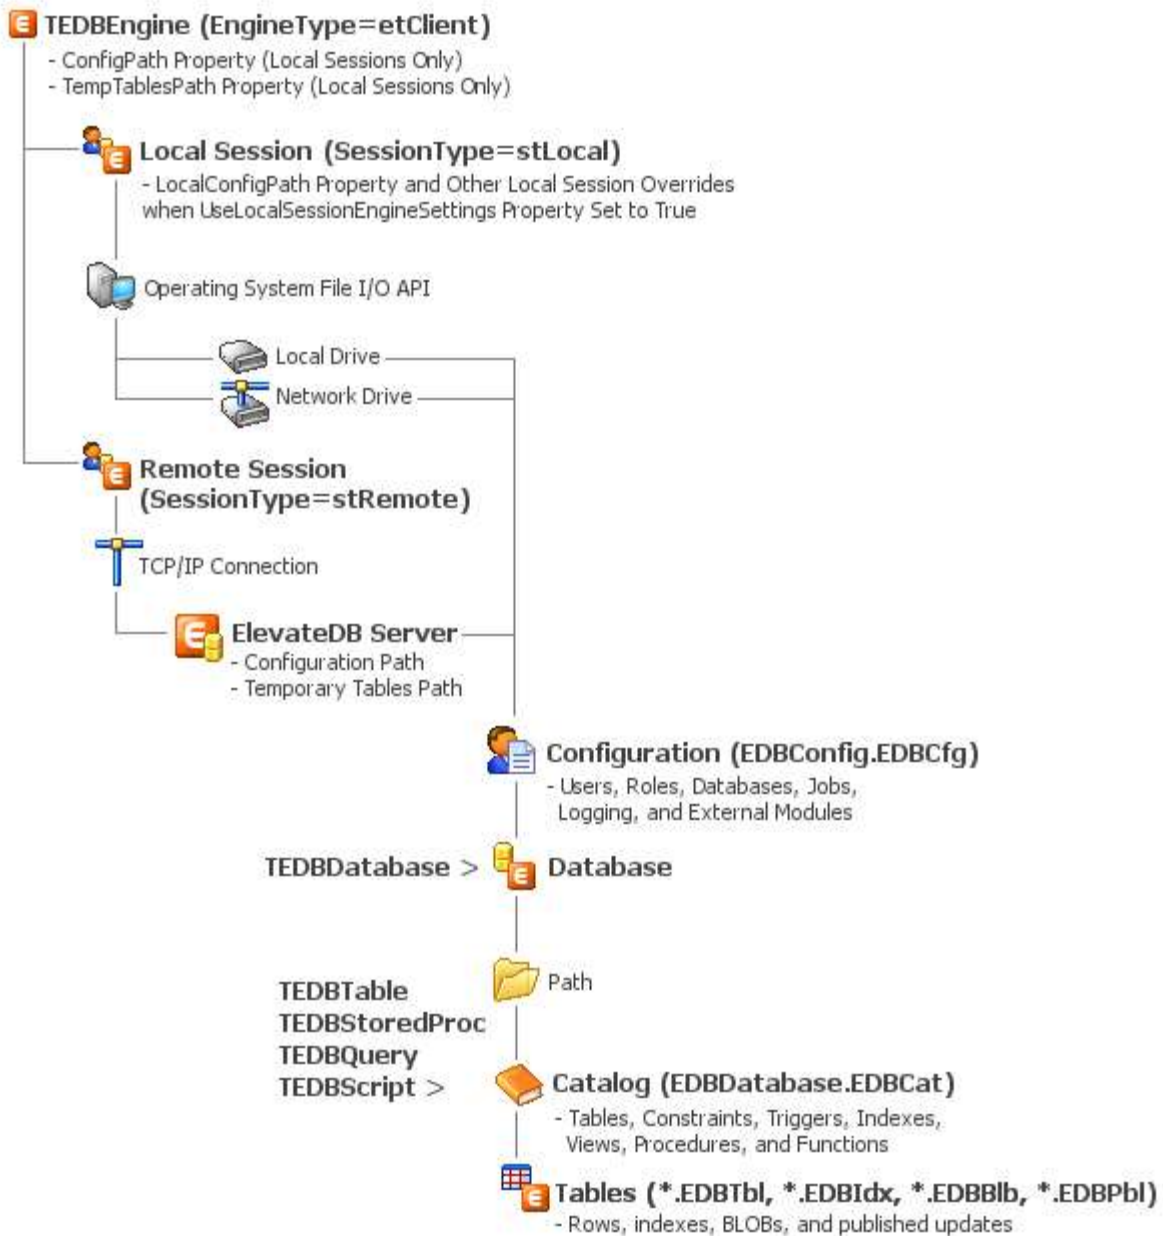 TEDBEngine (EngineType=etClient)
- ConfigPath Property (Local Sessions Only)
- TempTablesPath Property (Local Sessions Only)
Local Session (SessionType=stLocal)
- LocalConfigPath Property and Other Local Session Overrides
when UseLocalSessionEngineSettings Property Set to True
Operating System File I/O API
Local Drive
Network Drive
Remote Session
(SessionType=stRemote)
TCP/IP Connection
ElevateDB Server
- Configuration Path
- Temporary Tables Path
Configuration (EDBConfig.EDBCfg)
- Users, Roles, Databases, Jobs,
Logging, and External Modules
TEDBDatabase > Database
Path
TEDBTable
TEDBStoredProc
TEDBQuery
TEDBScript >
Catalog (EDBDatabase.EDBCat)
- Tables, Constraints, Triggers, Indexes,
Views, Procedures, and Functions
Tables (*.EDBTbl, *.EDBIdx, *.EDBBlb, *.EDBPbl)
- Rows, indexes, BLOBs, and published updates